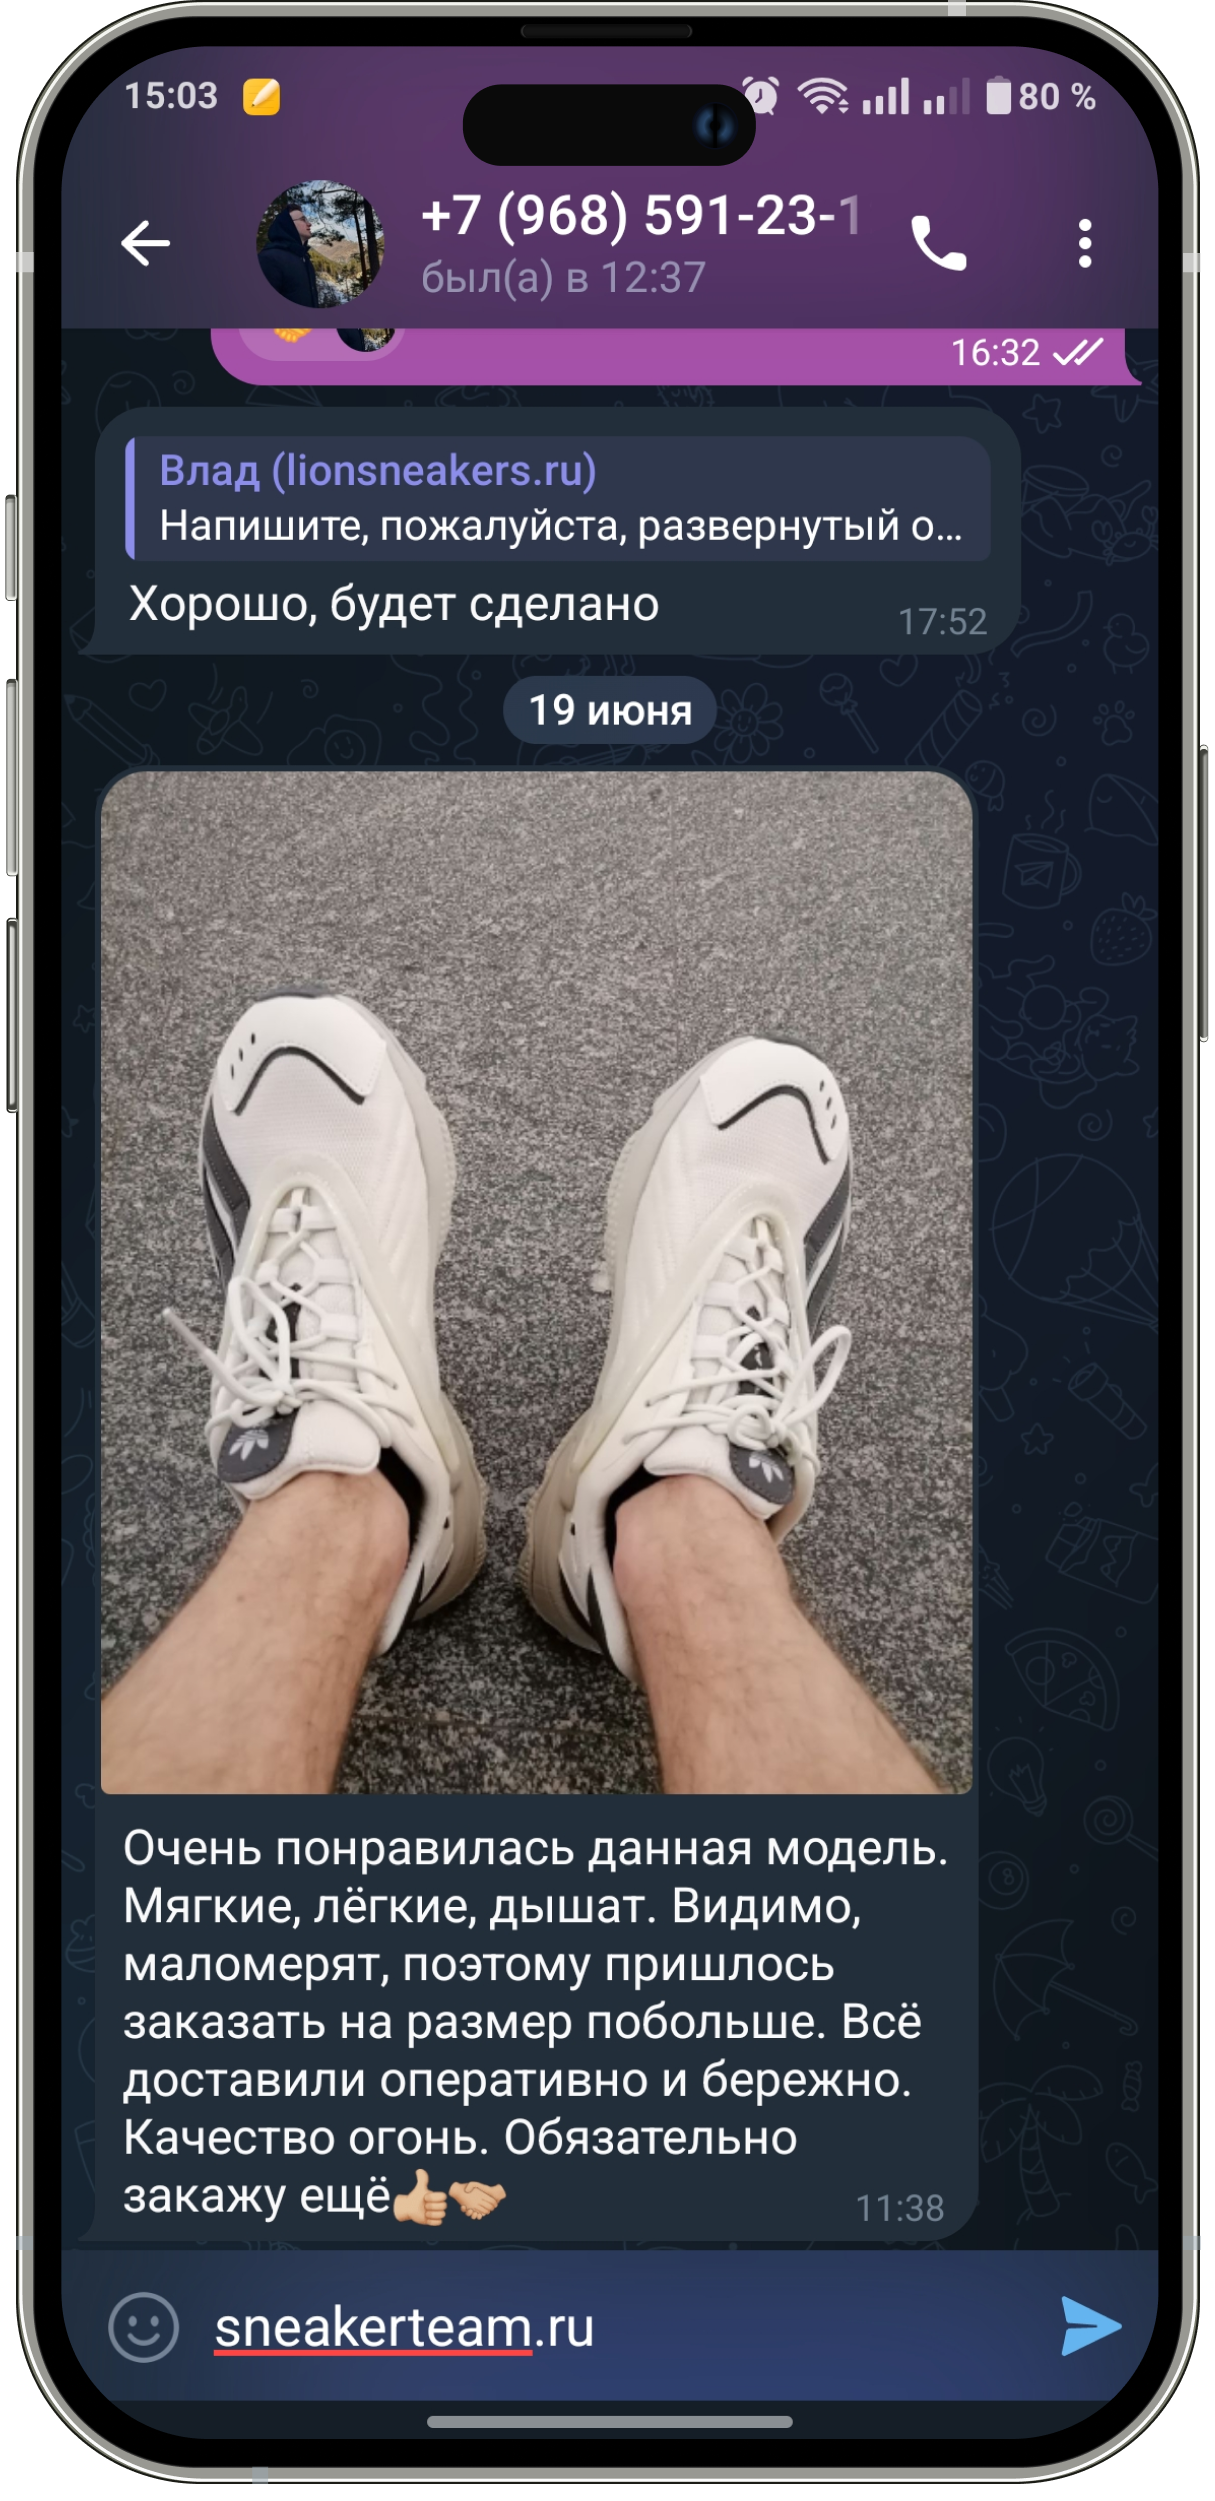 15:03
80 %
+7 (968) 591-23-1
был(а) в 12:37
16:32
Влад (lionsneakers.ru)
Напишите, пожалуйста, развернутый о...
Хорошо, будет сделано
17:52
19 июня
Очень понравилась данная модель.
Мягкие, лёгкие, дышат. Видимо,
маломерят, поэтому пришлось
заказать на размер побольше. Всё
доставили оперативно и бережно.
Качество огонь. Обязательно
закажу ещё👍🏼🤝🏼
11:38
sneakerteam.ru